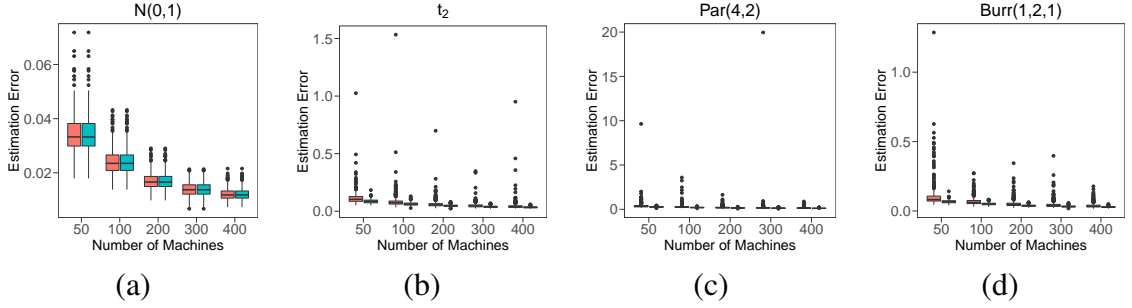 N(0,1)
Estimation Error
0.06
0.04
0.02
50 100 200 300 400
Number of Machines
(a)
t2
Estimation Error
1.5
1.0
0.5
0.0
50 100 200 300 400
Number of Machines
(b)
Par(4,2)
Estimation Error
20
15
10
5
0
50 100 200 300 400
Number of Machines
(c)
Burr(1,2,1)
Estimation Error
1.0
0.5
0.0
50 100 200 300 400
Number of Machines
(d)